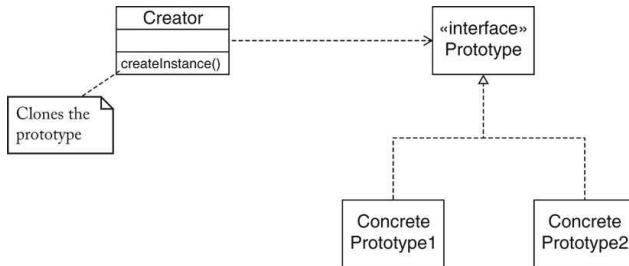 Creator
createInstance()
Clones the
prototype
«interface»
Prototype
Concrete
Prototype1
Concrete
Prototype2